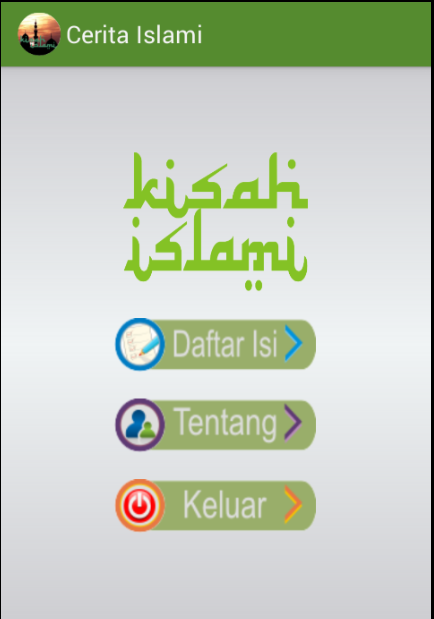 Cerita Islami
kisah
islami
Daftar Isi
Tentang
Keluar